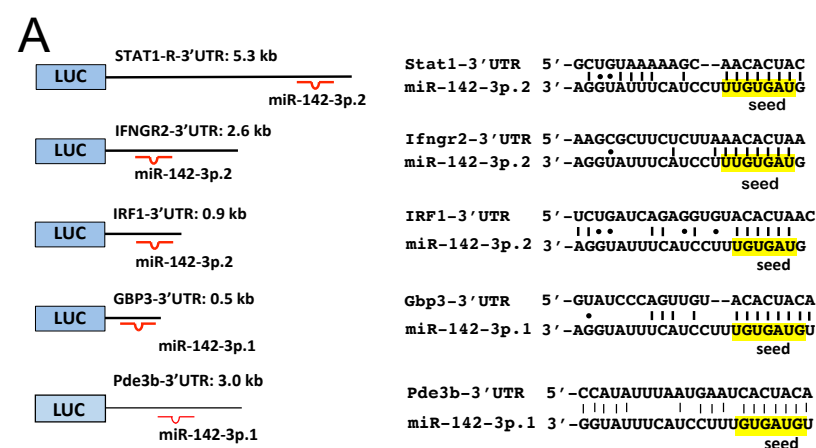 A
STAT1-R-3’UTR: 5.3 kb
LUC
miR-142-3p.2
Stat1-3’UTR 5’-GCUGUAAAAAGC--AACACUAC
miR-142-3p.2 3’-AGGUAUUUCAUCCUUUGUGAUG
seed
IFNGR2-3’UTR: 2.6 kb
LUC
miR-142-3p.2
Ifngr2-3’UTR 5’-AAGCGCUUCUCUUAAACACUAA
miR-142-3p.2 3’-AGGUAUUUCAUCCUUUGUGAUG
seed
IRF1-3’UTR: 0.9 kb
LUC
miR-142-3p.2
IRF1-3’UTR 5’-UCUGAUCAGAGGUGUACACUAAC
miR-142-3p.2 3’-AGGUAUUUCAUCCUUUGUGAUG
seed
GBP3-3’UTR: 0.5 kb
LUC
miR-142-3p.1
Gbp3-3’UTR 5’-GUAUCCCAGUUGU--ACACUACA
miR-142-3p.1 3’-AGGUAUUUCAUCCUUUGUGAUGU
seed
Pde3b-3’UTR: 3.0 kb
LUC
miR-142-3p.1
Pde3b-3’UTR 5’-CCAUAUUUAAUGAAUCACUACA
miR-142-3p.1 3’-GGUAUUUCAUCCUUUGUGAUGU
seed